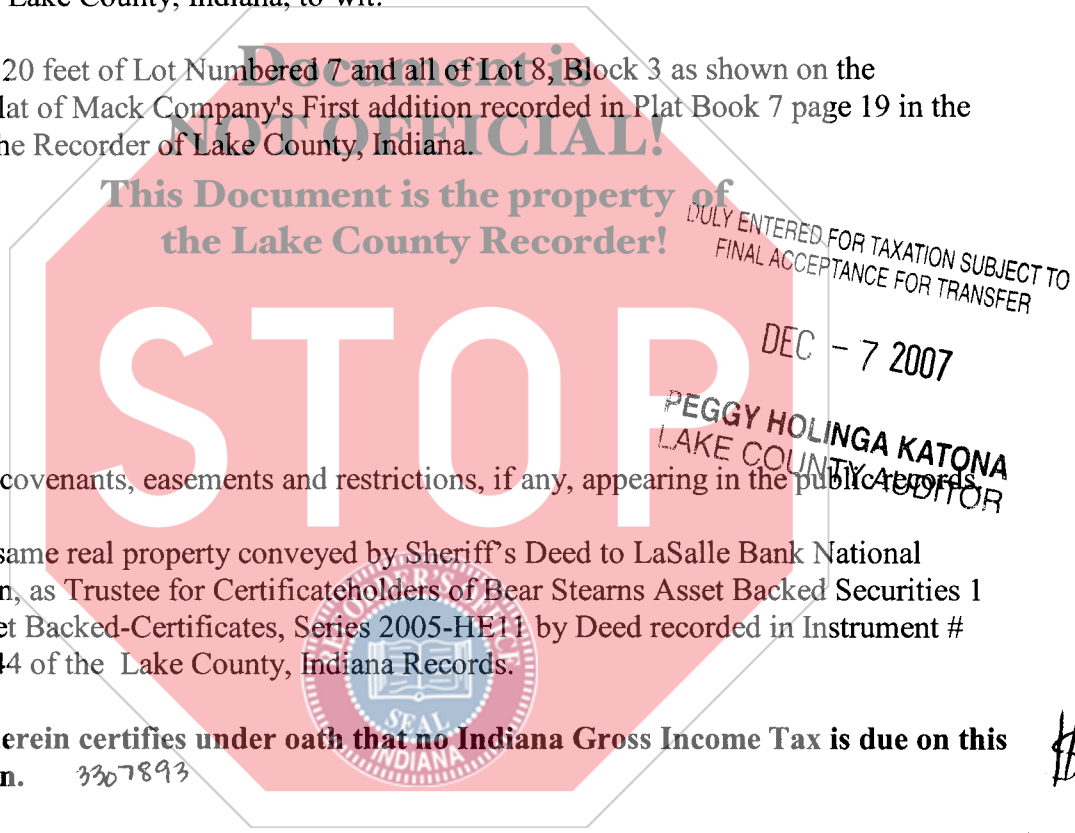 Lake County, Indiana, to wit:
20 feet of Lot Numbered 7 and all of Lot 8, Block 3 as shown on the
lat of Mack Company's First addition recorded in Plat Book 7 page 19 in the
he Recorder of Lake County, Indiana.
Document is
NOT OFFICIAL!
This Document is the property of
the Lake County Recorder!
STOP
DULY ENTERED FOR TAXATION SUBJECT TO
FINAL ACCEPTANCE FOR TRANSFER
DEC - 7 2007
PEGGY HOLINGA KATONA
LAKE COUNTY AUDITOR
covenants, easements and restrictions, if any, appearing in the public records.
same real property conveyed by Sheriff's Deed to LaSalle Bank National
n, as Trustee for Certificateholders of Bear Stearns Asset Backed Securities 1
et Backed-Certificates, Series 2005-HE11 by Deed recorded in Instrument #
44 of the Lake County, Indiana Records.
RECORDER'S OFFICE
SEAL
INDIANA
erein certifies under oath that no Indiana Gross Income Tax is due on this
n. 3307893